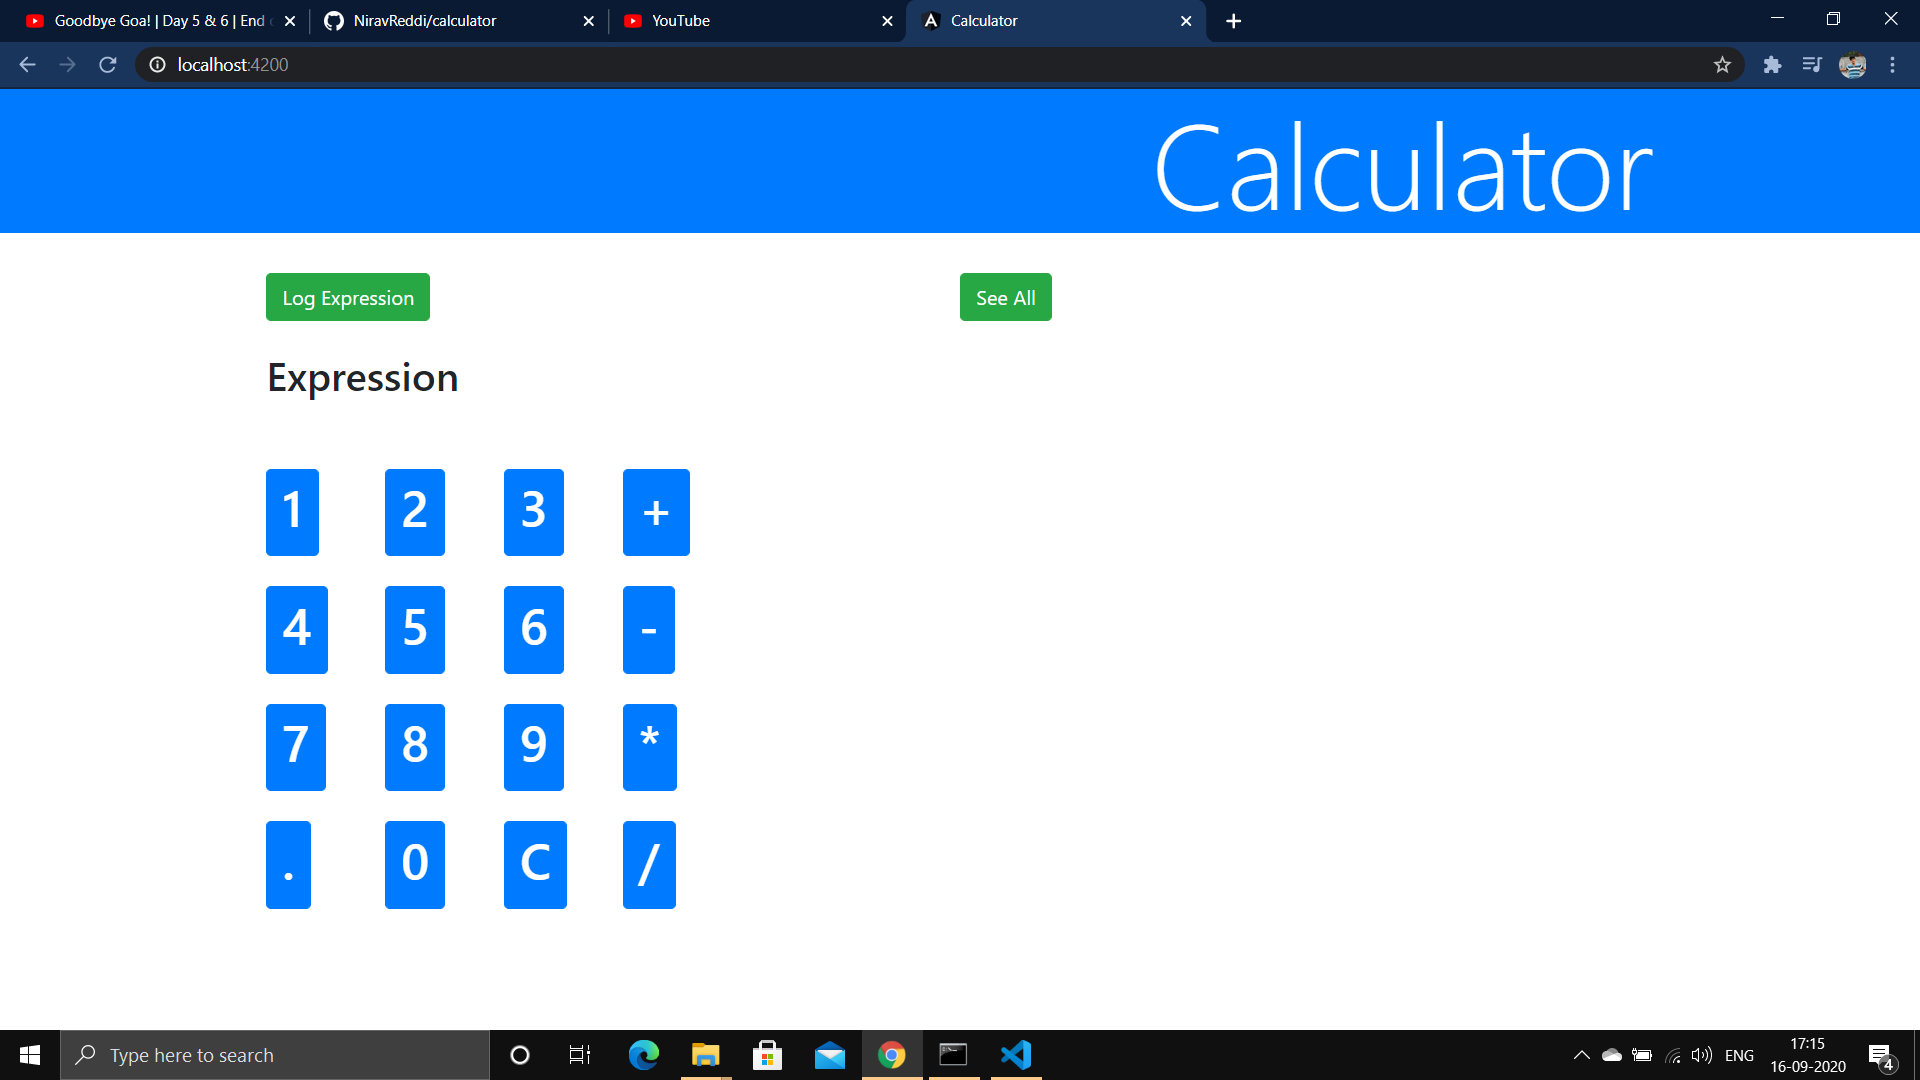 Goodbye Goa! | Day 5 & 6 | End
NiravReddi/calculator
YouTube
Calculator
localhost:4200
Calculator
Log Expression
See All
Expression
1 2 3 +
4 5 6 -
7 8 9 *
. 0 C /
Type here to search
ENG
17:15
16-09-2020
4